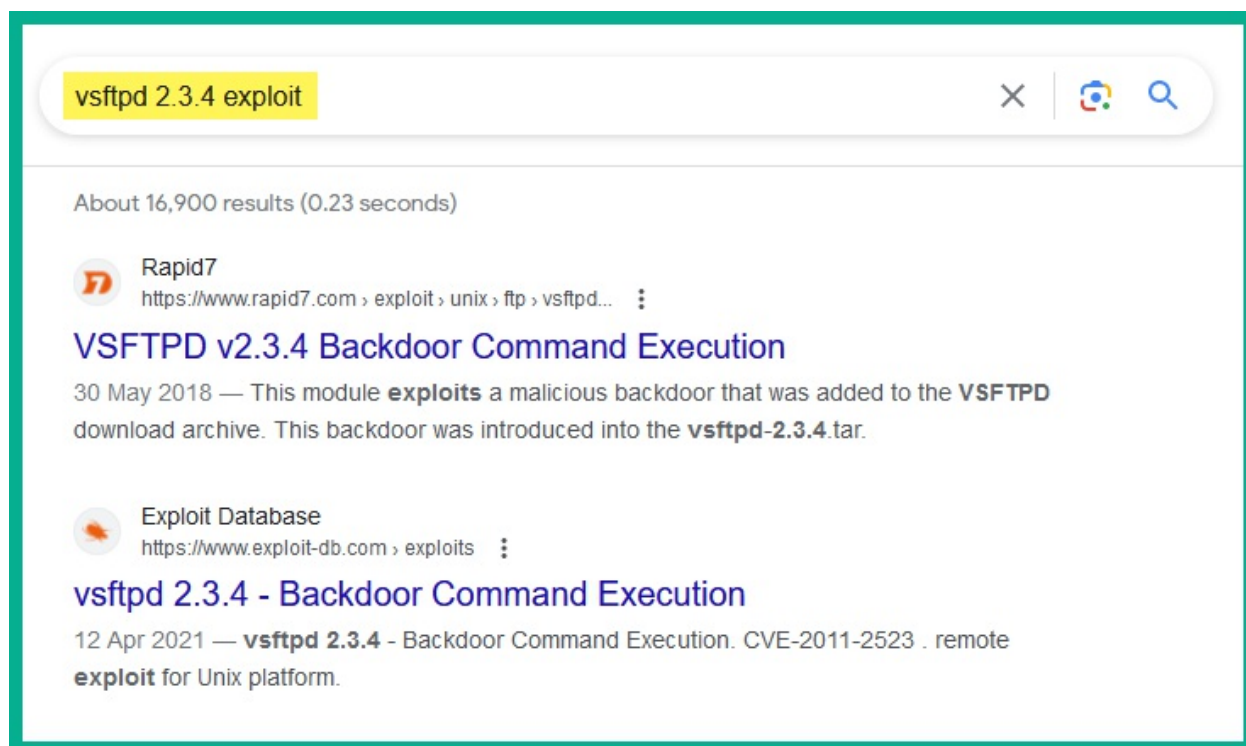 vsftpd 2.3.4 exploit
About 16,900 results (0.23 seconds)
Rapid7
https://www.rapid7.com › exploit › unix › ftp › vsftpd...
VSFTPD v2.3.4 Backdoor Command Execution
30 May 2018 — This module exploits a malicious backdoor that was added to the VSFTPD
download archive. This backdoor was introduced into the vsftpd-2.3.4.tar.
Exploit Database
https://www.exploit-db.com › exploits
vsftpd 2.3.4 - Backdoor Command Execution
12 Apr 2021 — vsftpd 2.3.4 - Backdoor Command Execution. CVE-2011-2523 . remote
exploit for Unix platform.